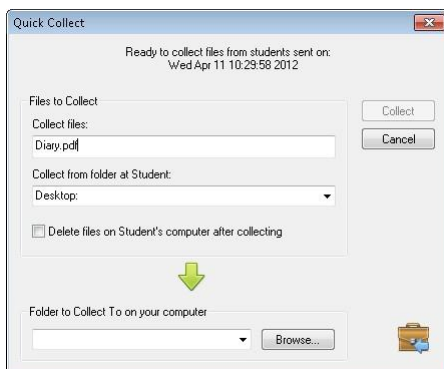 Quick Collect
Ready to collect files from students sent on:
Wed Apr 11 10:29:58 2012
Files to Collect
Collect files:
Diary.pdf
Collect from folder at Student:
Desktop:
Delete files on Student's computer after collecting
Collect
Cancel
Folder to Collect To on your computer
Browse...